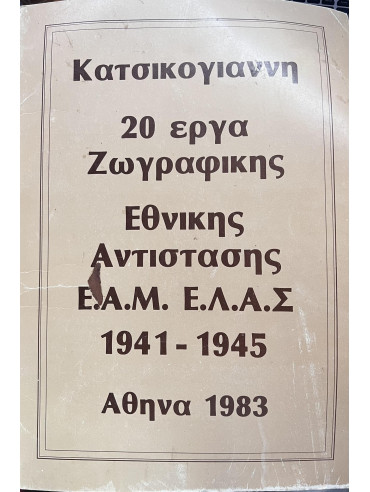 Κατσικογιαννη
20 εργα
Ζωγραφικης
Εθνικης
Αντιστασης
Ε.Α.Μ. Ε.Λ.Α.Σ
1941 - 1945
Αθηνα 1983